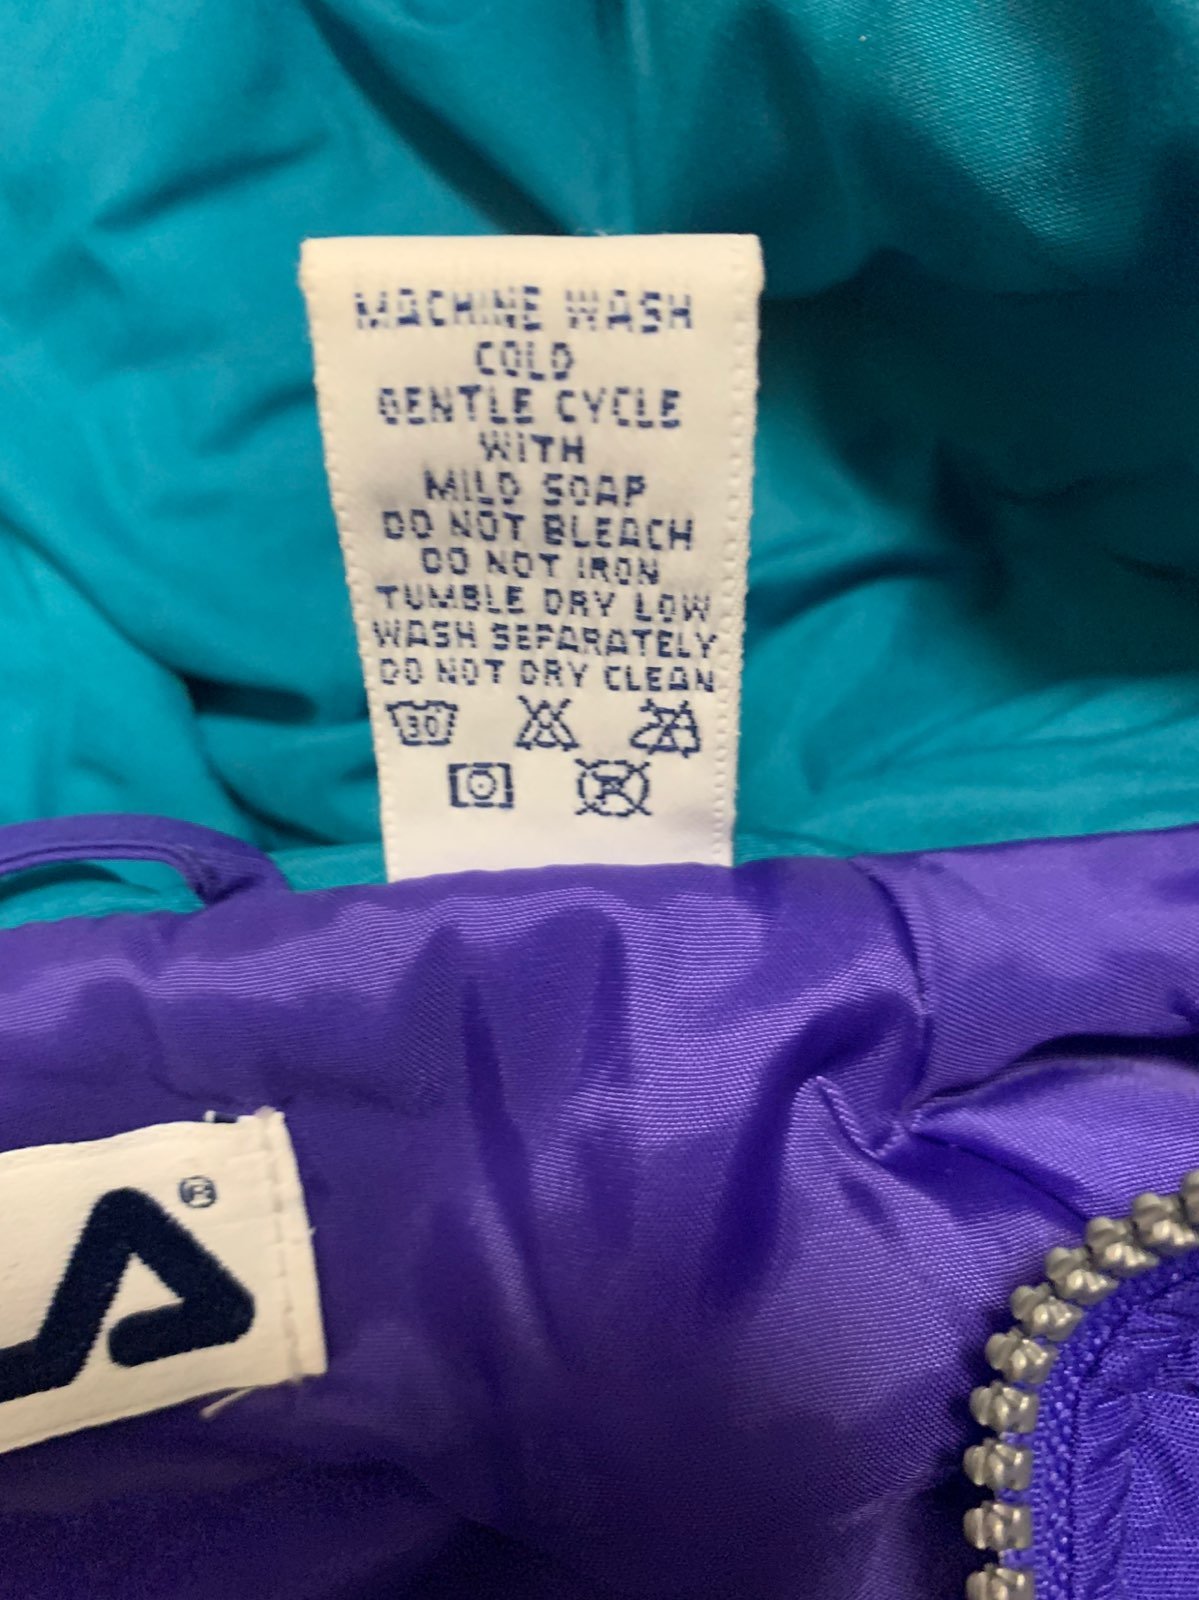 MACHINE WASH
COLD
GENTLE CYCLE
WITH
MILD SOAP
DO NOT BLEACH
DO NOT IRON
TUMBLE DRY LOW
WASH SEPARATELY
DO NOT DRY CLEAN
30
LA®